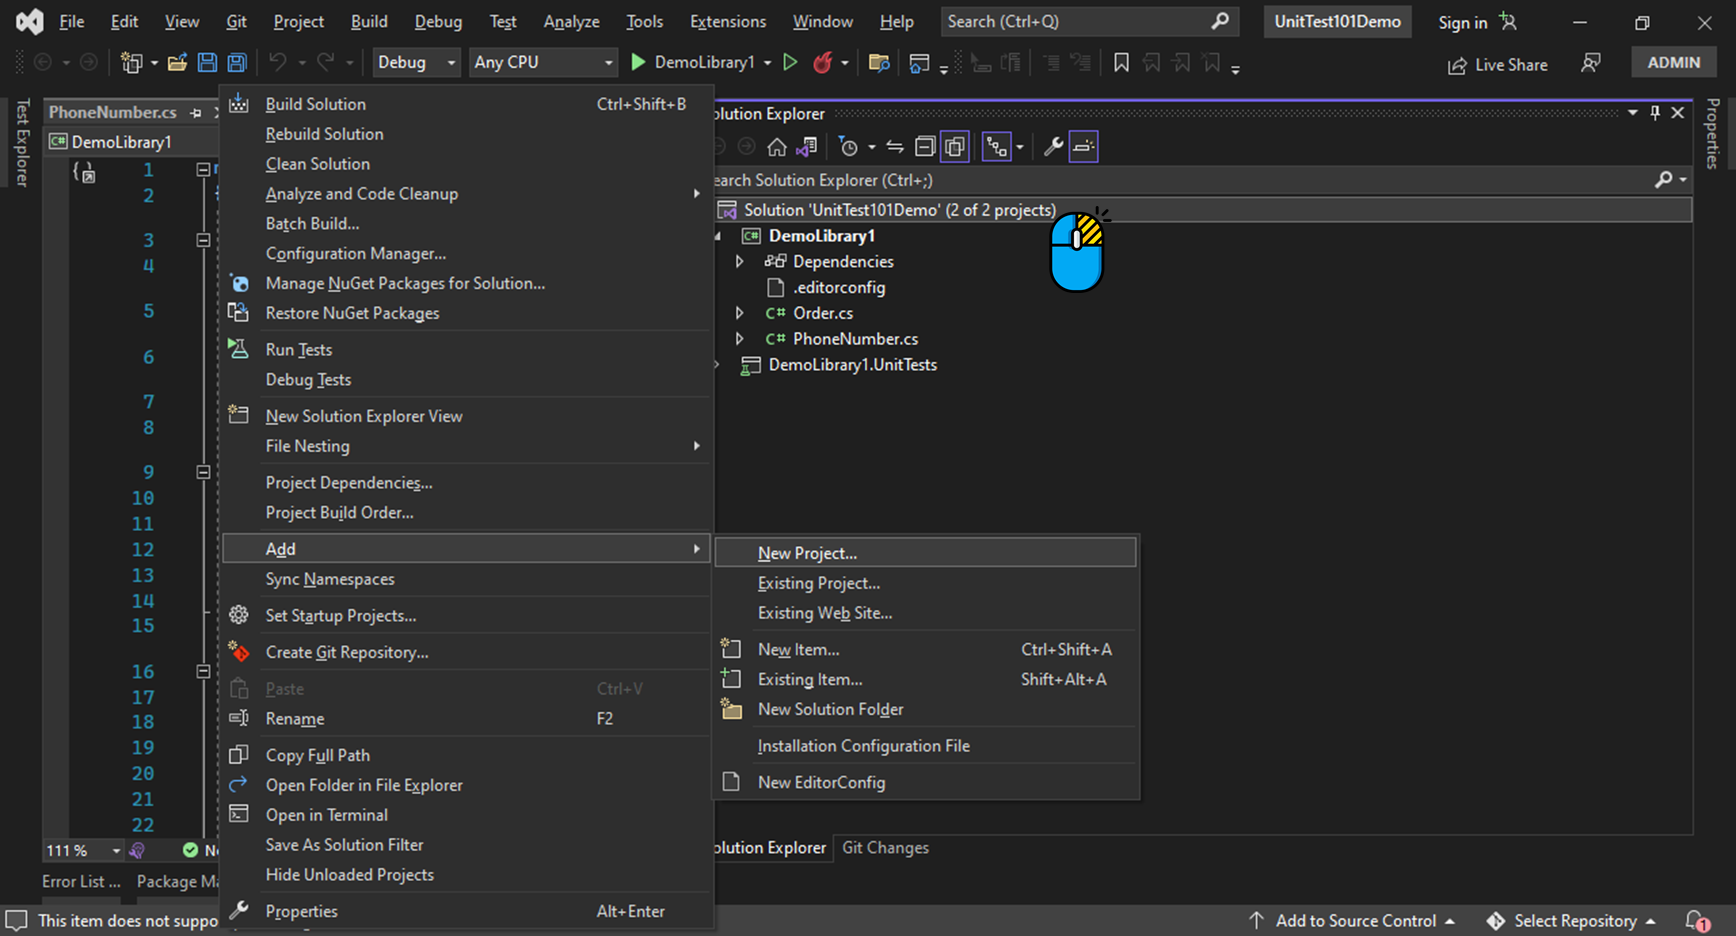 File Edit View Git Project Build Debug Test Analyze Tools Extensions Window Help Search (Ctrl+Q) UnitTest101Demo Sign in
Debug Any CPU DemoLibrary1 Live Share ADMIN
Test Explorer
PhoneNumber.cs
DemoLibrary1
1
2
3
4
5
6
7
8
9
10
11
12
13
14
15
16
17
18
19
20
21
22
111 %
Error List ...
Build Solution Ctrl+Shift+B
Rebuild Solution
Clean Solution
Analyze and Code Cleanup
Batch Build...
Configuration Manager...
Manage NuGet Packages for Solution...
Restore NuGet Packages
Run Tests
Debug Tests
New Solution Explorer View
File Nesting
Project Dependencies...
Project Build Order...
Add
Sync Namespaces
Set Startup Projects...
Create Git Repository...
Paste Ctrl+V
Rename F2
Copy Full Path
Open Folder in File Explorer
Open in Terminal
Save As Solution Filter
Hide Unloaded Projects
Properties Alt+Enter
New Project...
Existing Project...
Existing Web Site...
New Item... Ctrl+Shift+A
Existing Item... Shift+Alt+A
New Solution Folder
Installation Configuration File
New EditorConfig
olution Explorer
earch Solution Explorer (Ctrl+;)
Solution 'UnitTest101Demo' (2 of 2 projects)
C# DemoLibrary1
Dependencies
.editorconfig
C# Order.cs
C# PhoneNumber.cs
DemoLibrary1.UnitTests
olution Explorer Git Changes
Properties
Package Ma
This item does not suppo
Add to Source Control Select Repository 1